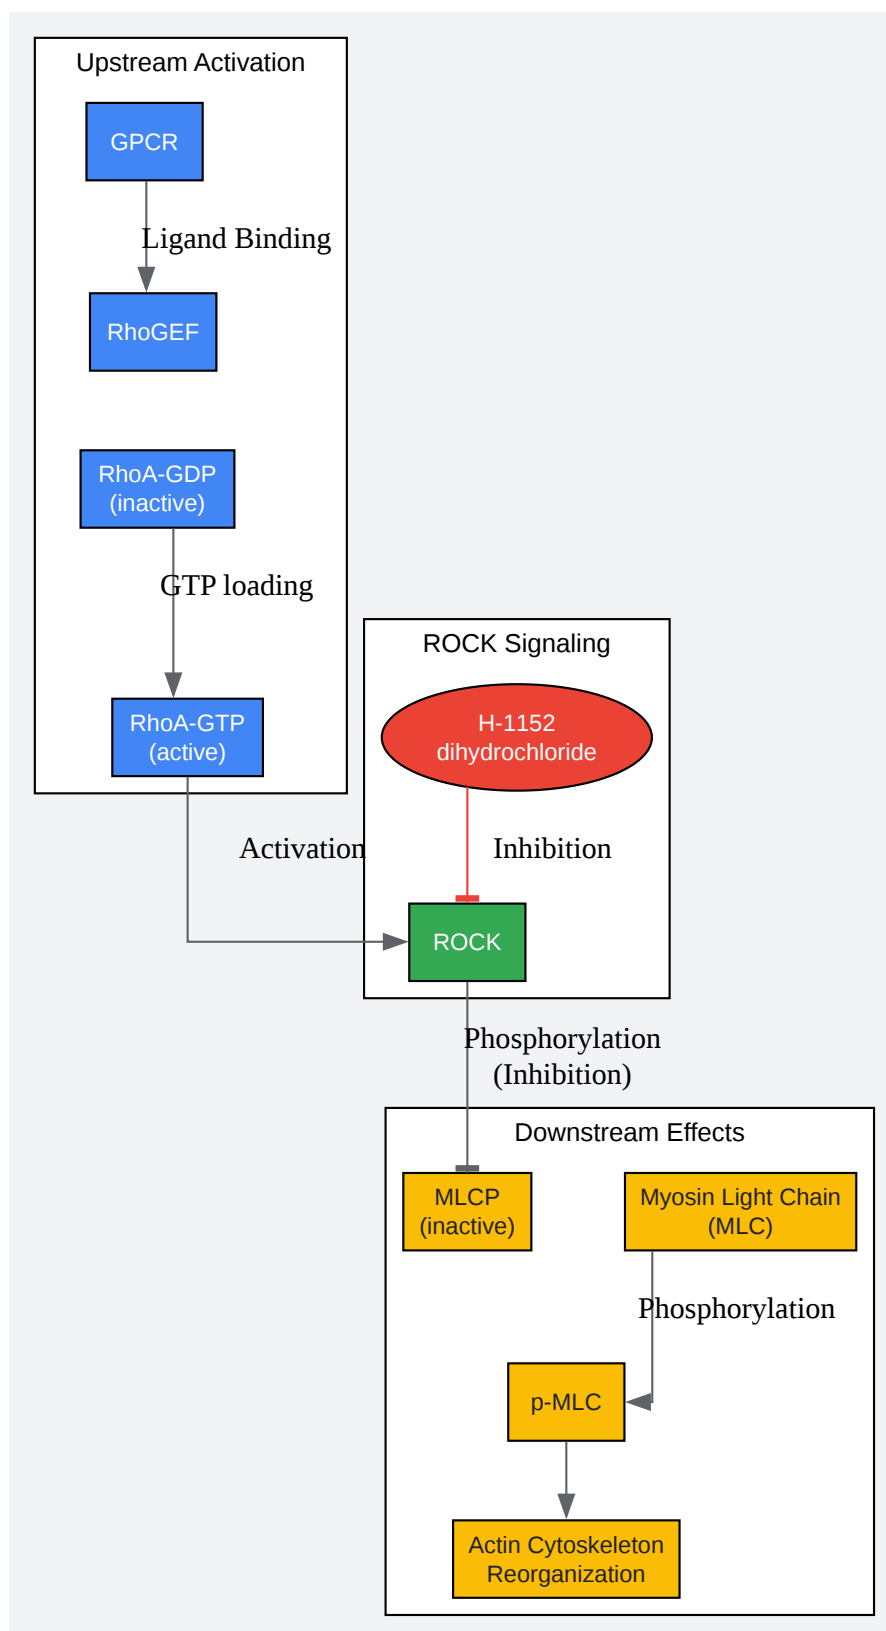 Upstream Activation
GPCR
Ligand Binding
RhoGEF
RhoA-GDP
(inactive)
GTP loading
RhoA-GTP
(active)
ROCK Signaling
H-1152
dihydrochloride
Activation
Inhibition
ROCK
Phosphorylation
(Inhibition)
Downstream Effects
MLCP
(inactive)
Myosin Light Chain
(MLC)
Phosphorylation
p-MLC
Actin Cytoskeleton
Reorganization